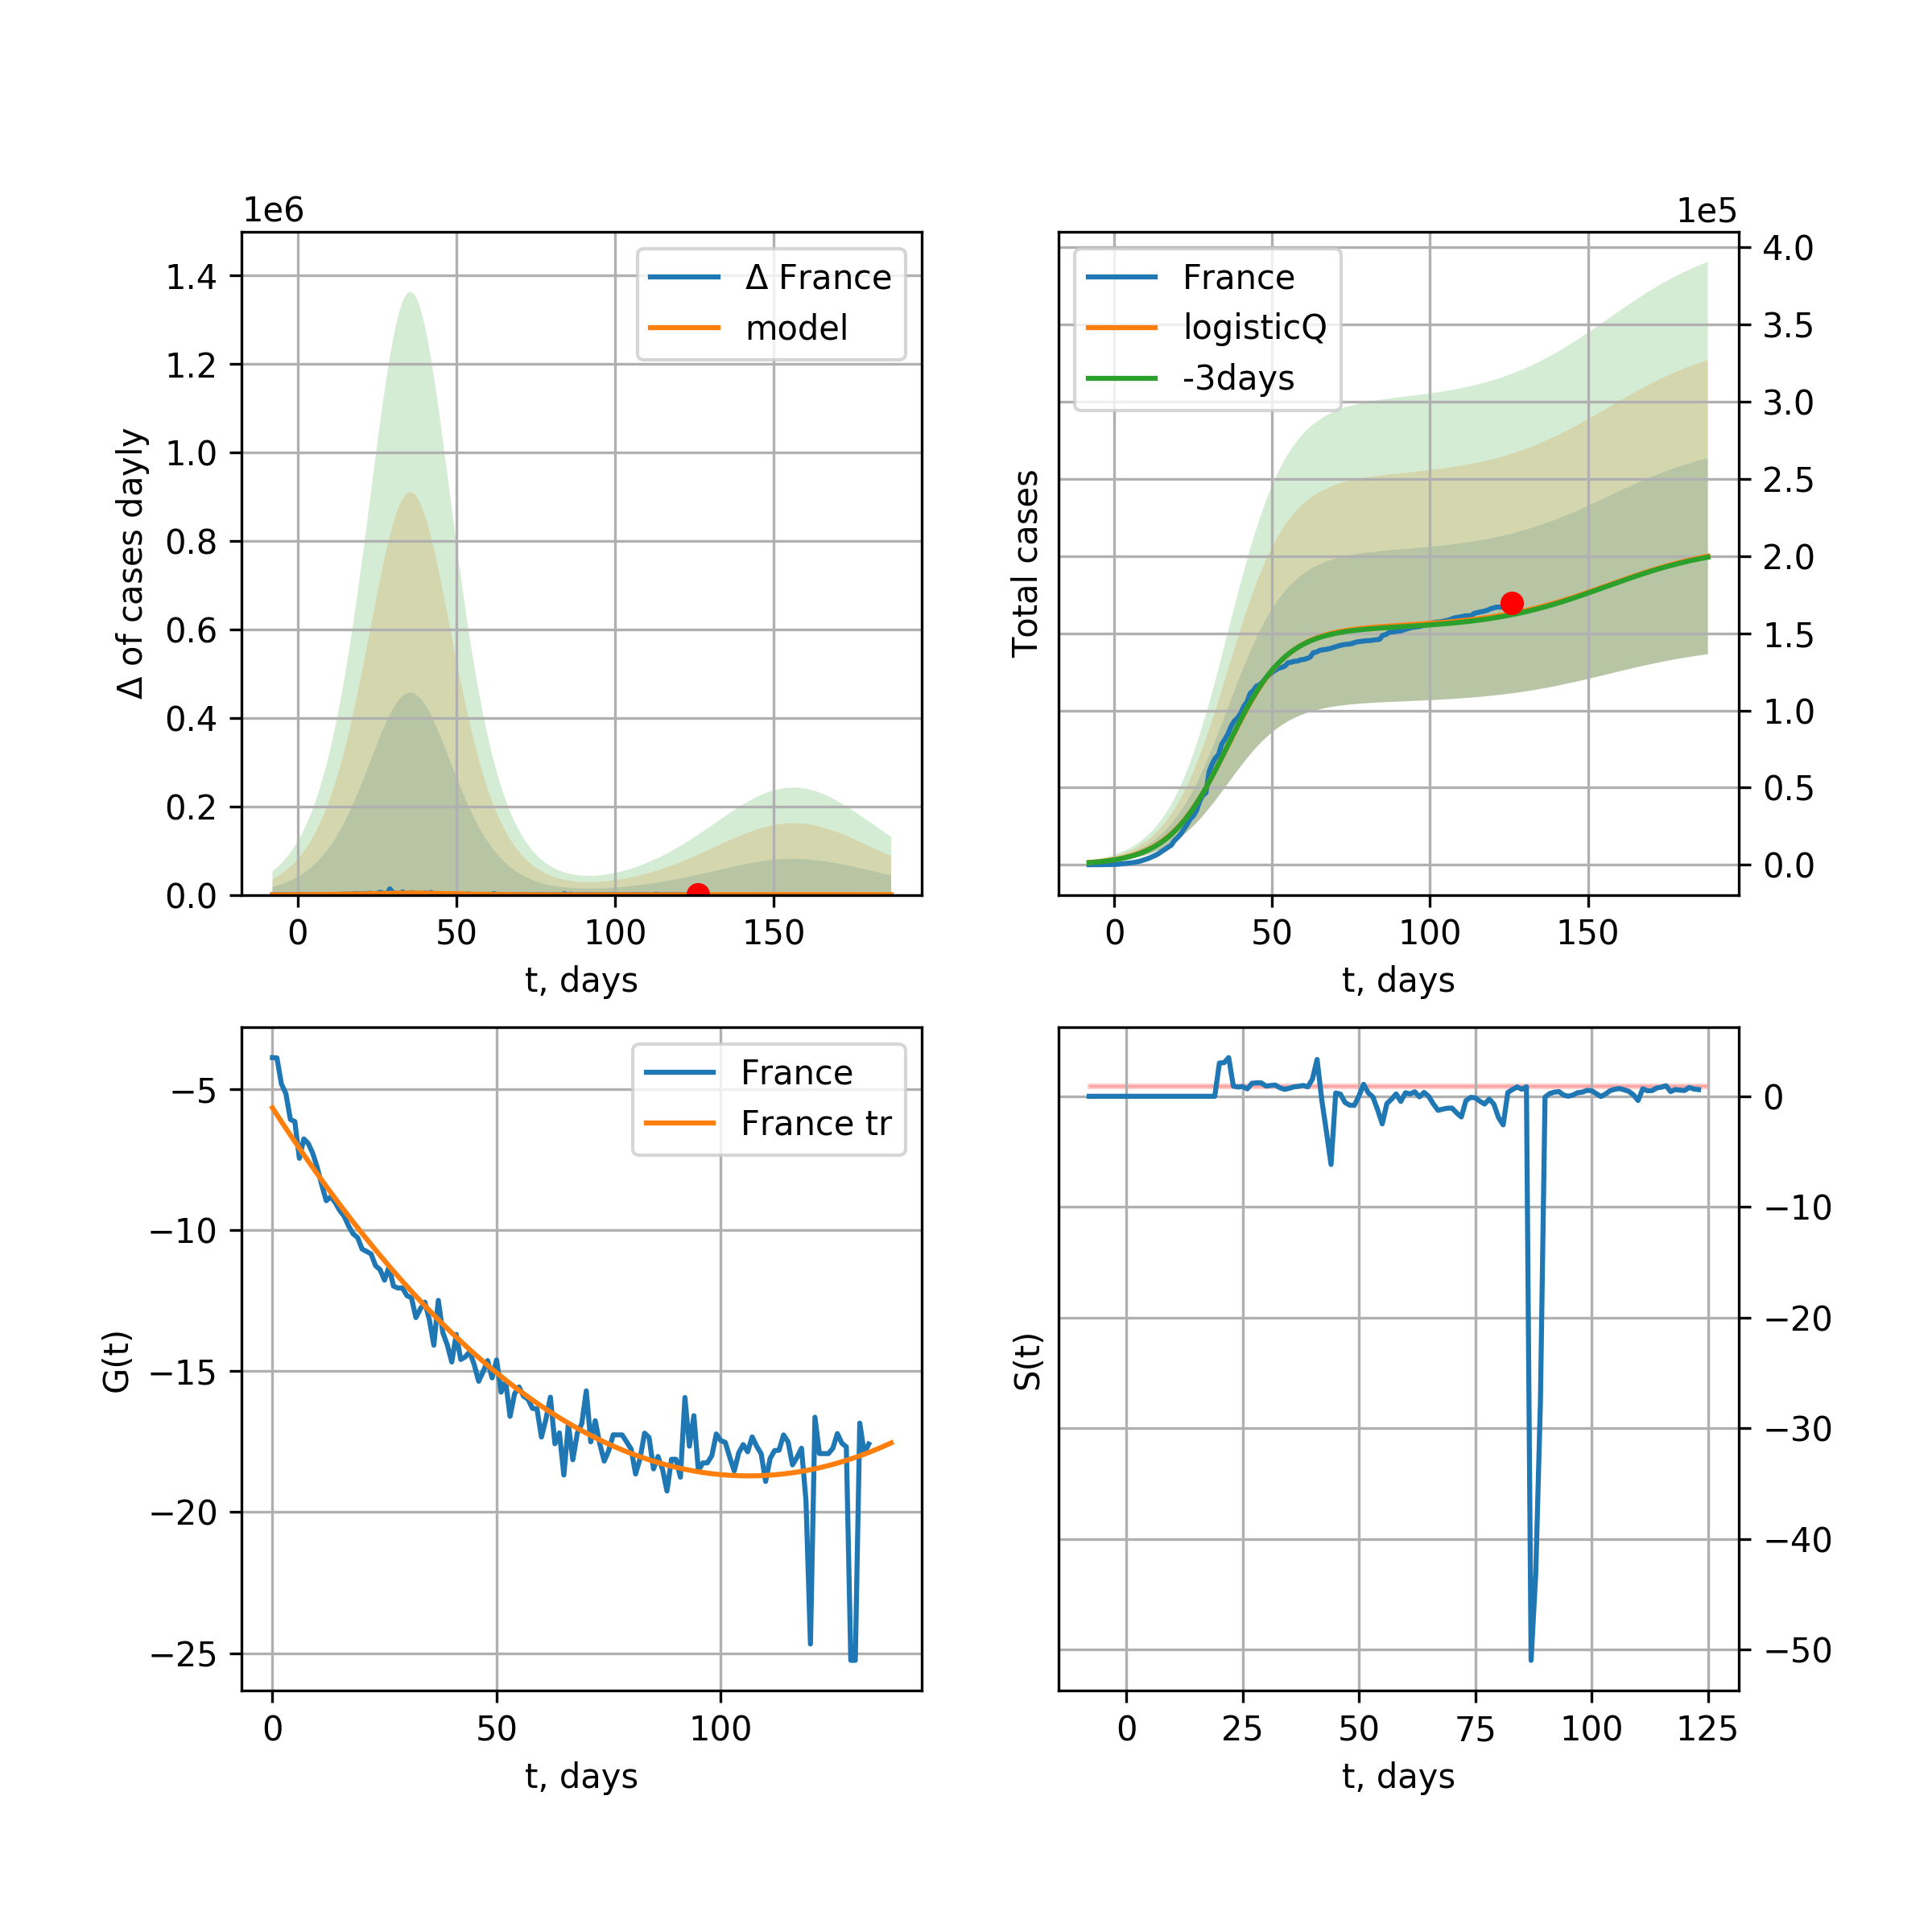 1e6
Δ of cases dayly
1.4
1.2
1.0
0.8
0.6
0.4
0.2
0.0
0 50 100 150
t, days
Δ France
model
1e5
Total cases
4.0
3.5
3.0
2.5
2.0
1.5
1.0
0.5
0.0
0 50 100 150
t, days
France
logisticQ
-3days
G(t)
−5
−10
−15
−20
−25
0 50 100
t, days
France
France tr
S(t)
0
−10
−20
−30
−40
−50
0 25 50 75 100 125
t, days